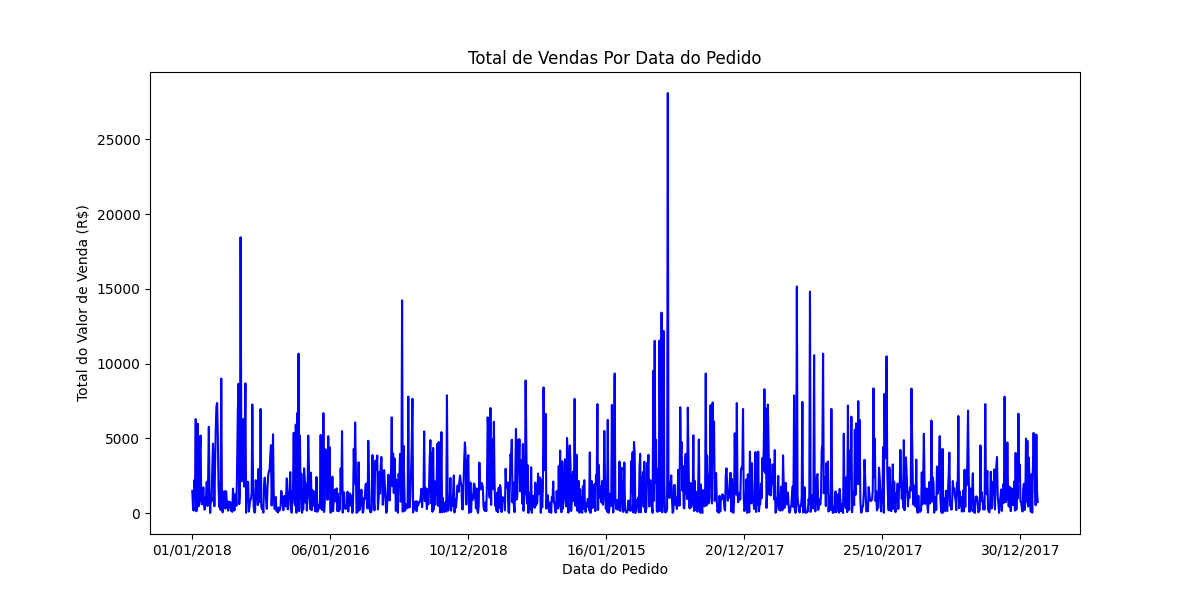 Total de Vendas Por Data do Pedido
Total do Valor de Venda (R$)
25000
20000
15000
10000
5000
0
01/01/2018 06/01/2016 10/12/2018 16/01/2015 20/12/2017 25/10/2017 30/12/2017
Data do Pedido